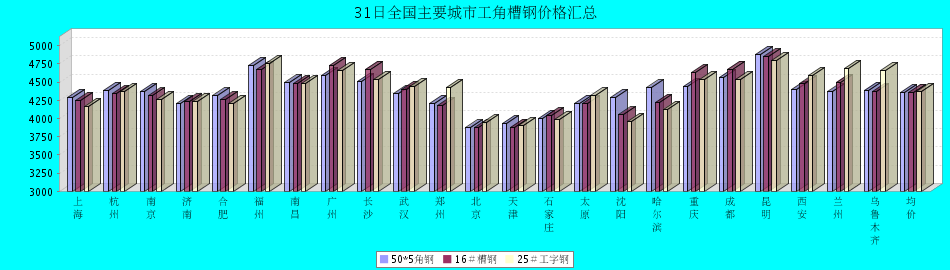 31日全国主要城市工角槽钢价格汇总
5000
4750
4500
4250
4000
3750
3500
3250
3000
上海
杭州
南京
济南
合肥
福州
南昌
广州
长沙
武汉
郑州
北京
天津
石家庄
太原
沈阳
哈尔滨
重庆
成都
昆明
西安
兰州
乌鲁木齐
均价
50*5角钢 16#槽钢 25#工字钢